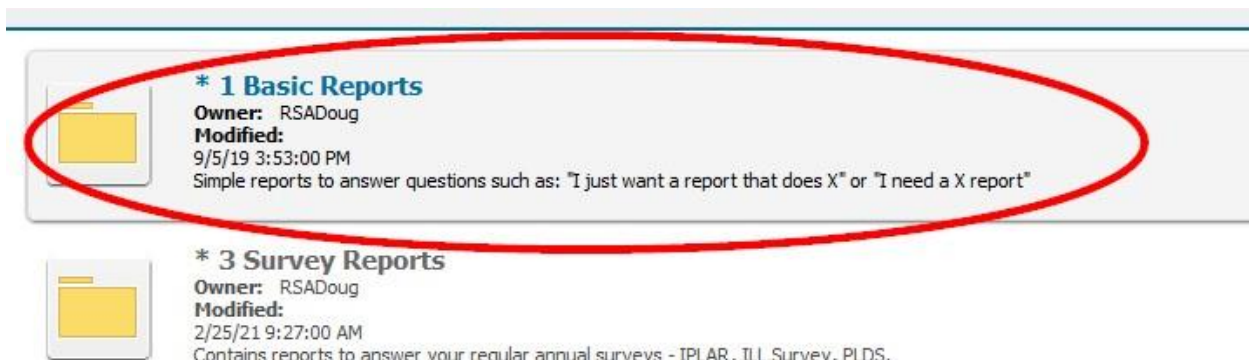 * 1 Basic Reports
Owner: RSADoug
Modified:
9/5/19 3:53:00 PM
Simple reports to answer questions such as: "I just want a report that does X" or "I need a X report"
* 3 Survey Reports
Owner: RSADoug
Modified:
2/25/21 9:27:00 AM
Contains reports to answer your regular annual surveys - IPLAR, ILL Survey, PLDS.